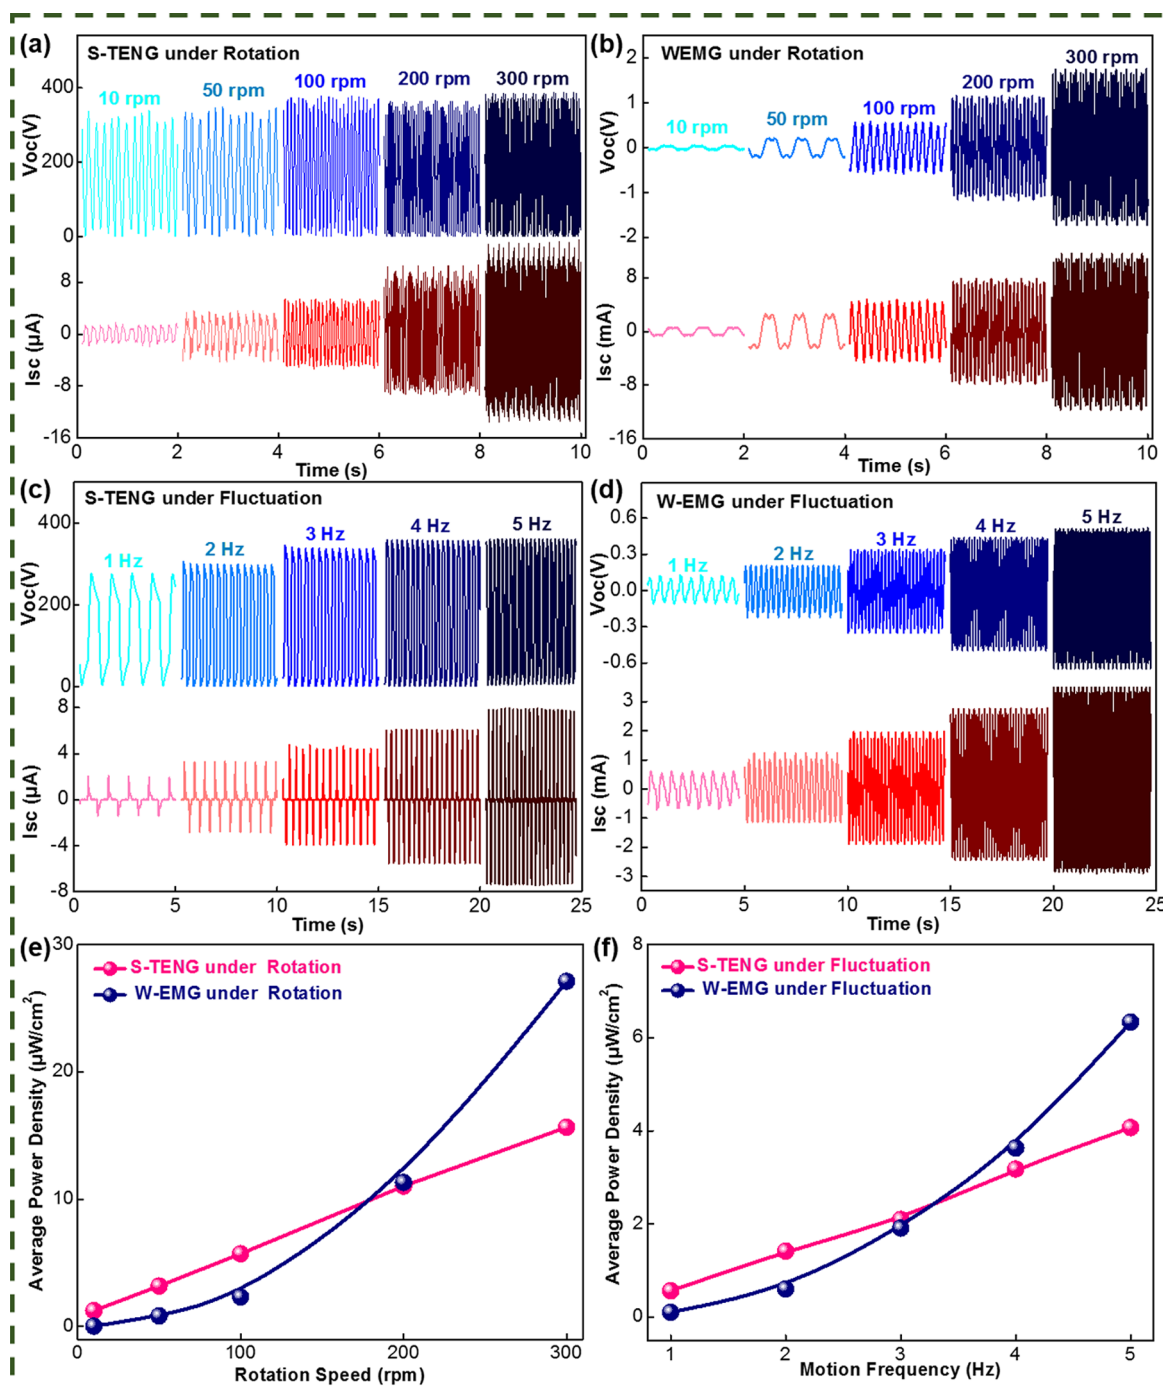 (a) S-TENG under Rotation
10 rpm 50 rpm 100 rpm 200 rpm 300 rpm
Voc(V)
400
200
0
Isc (μA)
8
0
-8
-16
0 2 4 6 8 10
Time (s)
(b) WEMG under Rotation
10 rpm 50 rpm 100 rpm 200 rpm 300 rpm
Voc(V)
2
1
0
-1
-2
Isc (mA)
8
0
-8
-16
0 2 4 6 8 10
Time (s)
(c) S-TENG under Fluctuation
1 Hz 2 Hz 3 Hz 4 Hz 5 Hz
Voc(V)
400
200
0
Isc (μA)
8
4
0
-4
-8
0 5 10 15 20 25
Time (s)
(d) W-EMG under Fluctuation
1 Hz 2 Hz 3 Hz 4 Hz 5 Hz
Voc(V)
0.6
0.3
0.0
-0.3
-0.6
Isc (mA)
3
2
1
0
-1
-2
-3
0 5 10 15 20 25
Time (s)
(e)
S-TENG under Rotation
W-EMG under Rotation
Average Power Density (μW/cm²)
30
20
10
0
0 100 200 300
Rotation Speed (rpm)
(f)
S-TENG under Fluctuation
W-EMG under Fluctuation
Average Power Density (μW/cm²)
8
6
4
2
0
1 2 3 4 5
Motion Frequency (Hz)